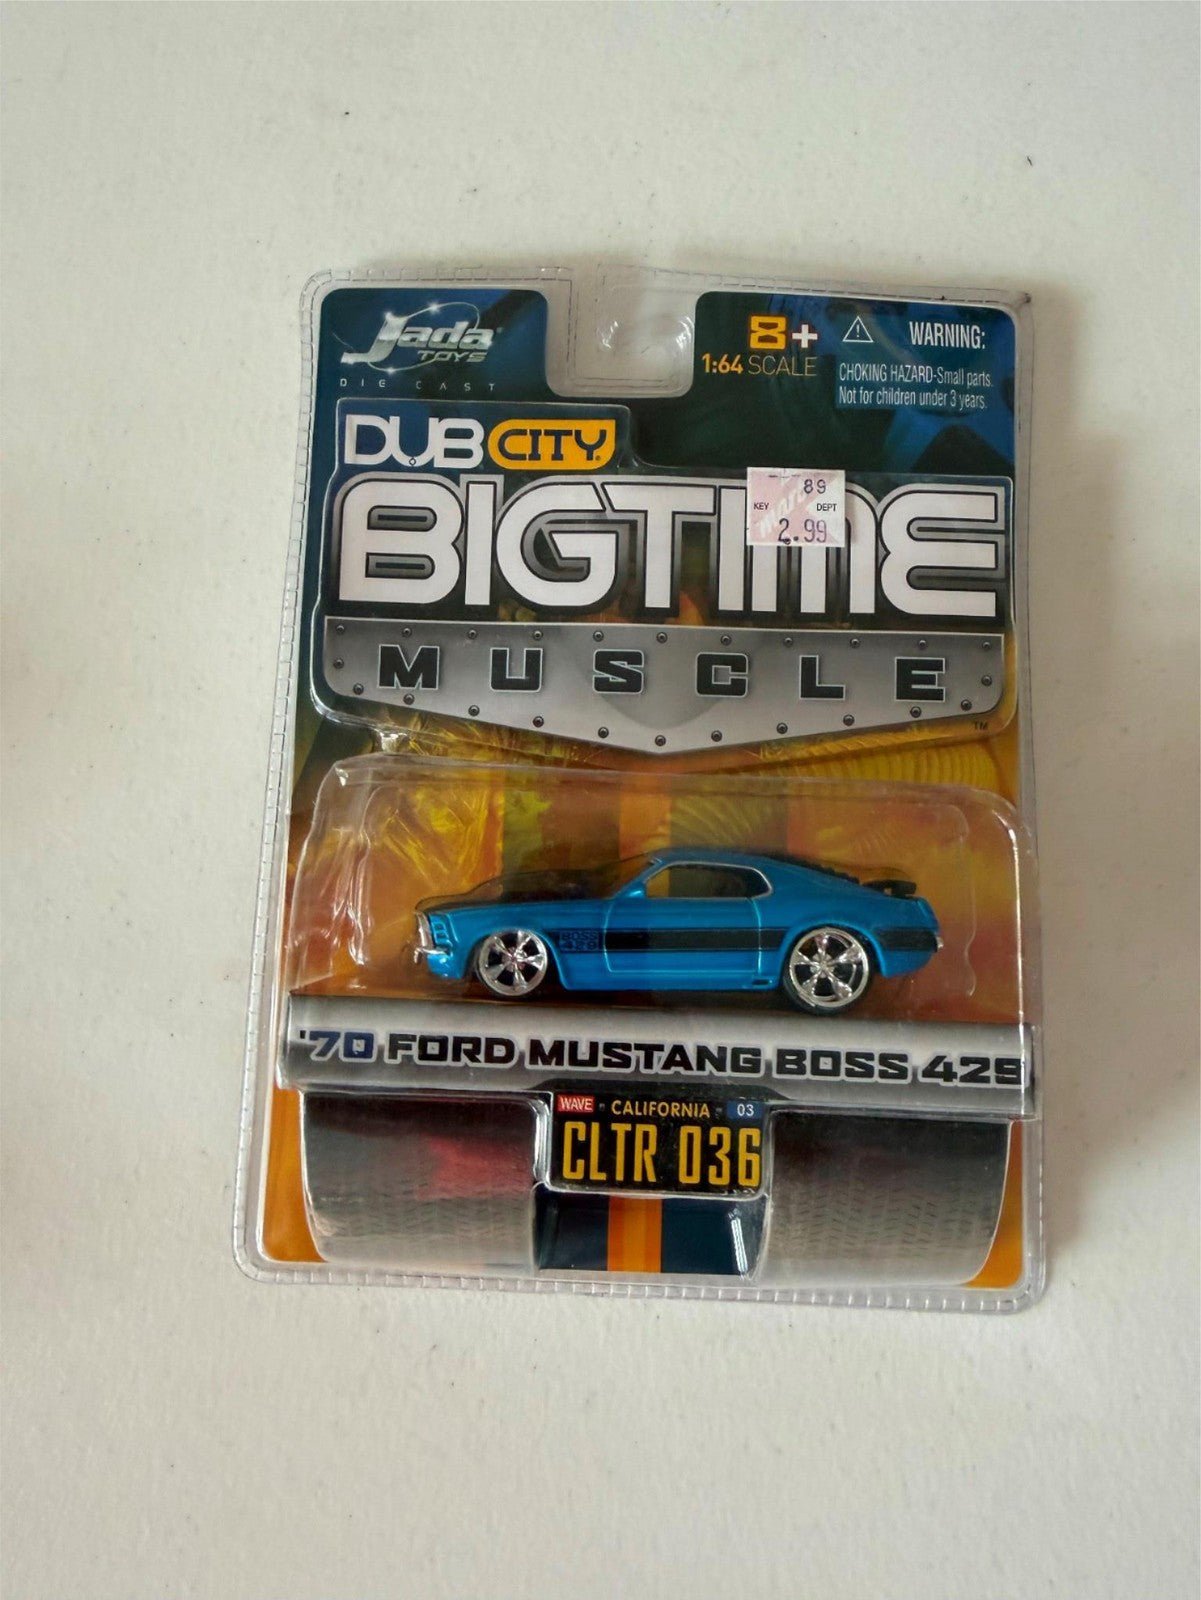 Jada
TOYS
DIE CAST
8+
1:64 SCALE
WARNING:
CHOKING HAZARD-Small parts.
Not for children under 3 years.
DUB CITY
BIGTIME
MUSCLE
TM
89
KEY DEPT
2.99
BOSS
429
'70 FORD MUSTANG BOSS 429
WAVE CALIFORNIA 03
CLTR 036